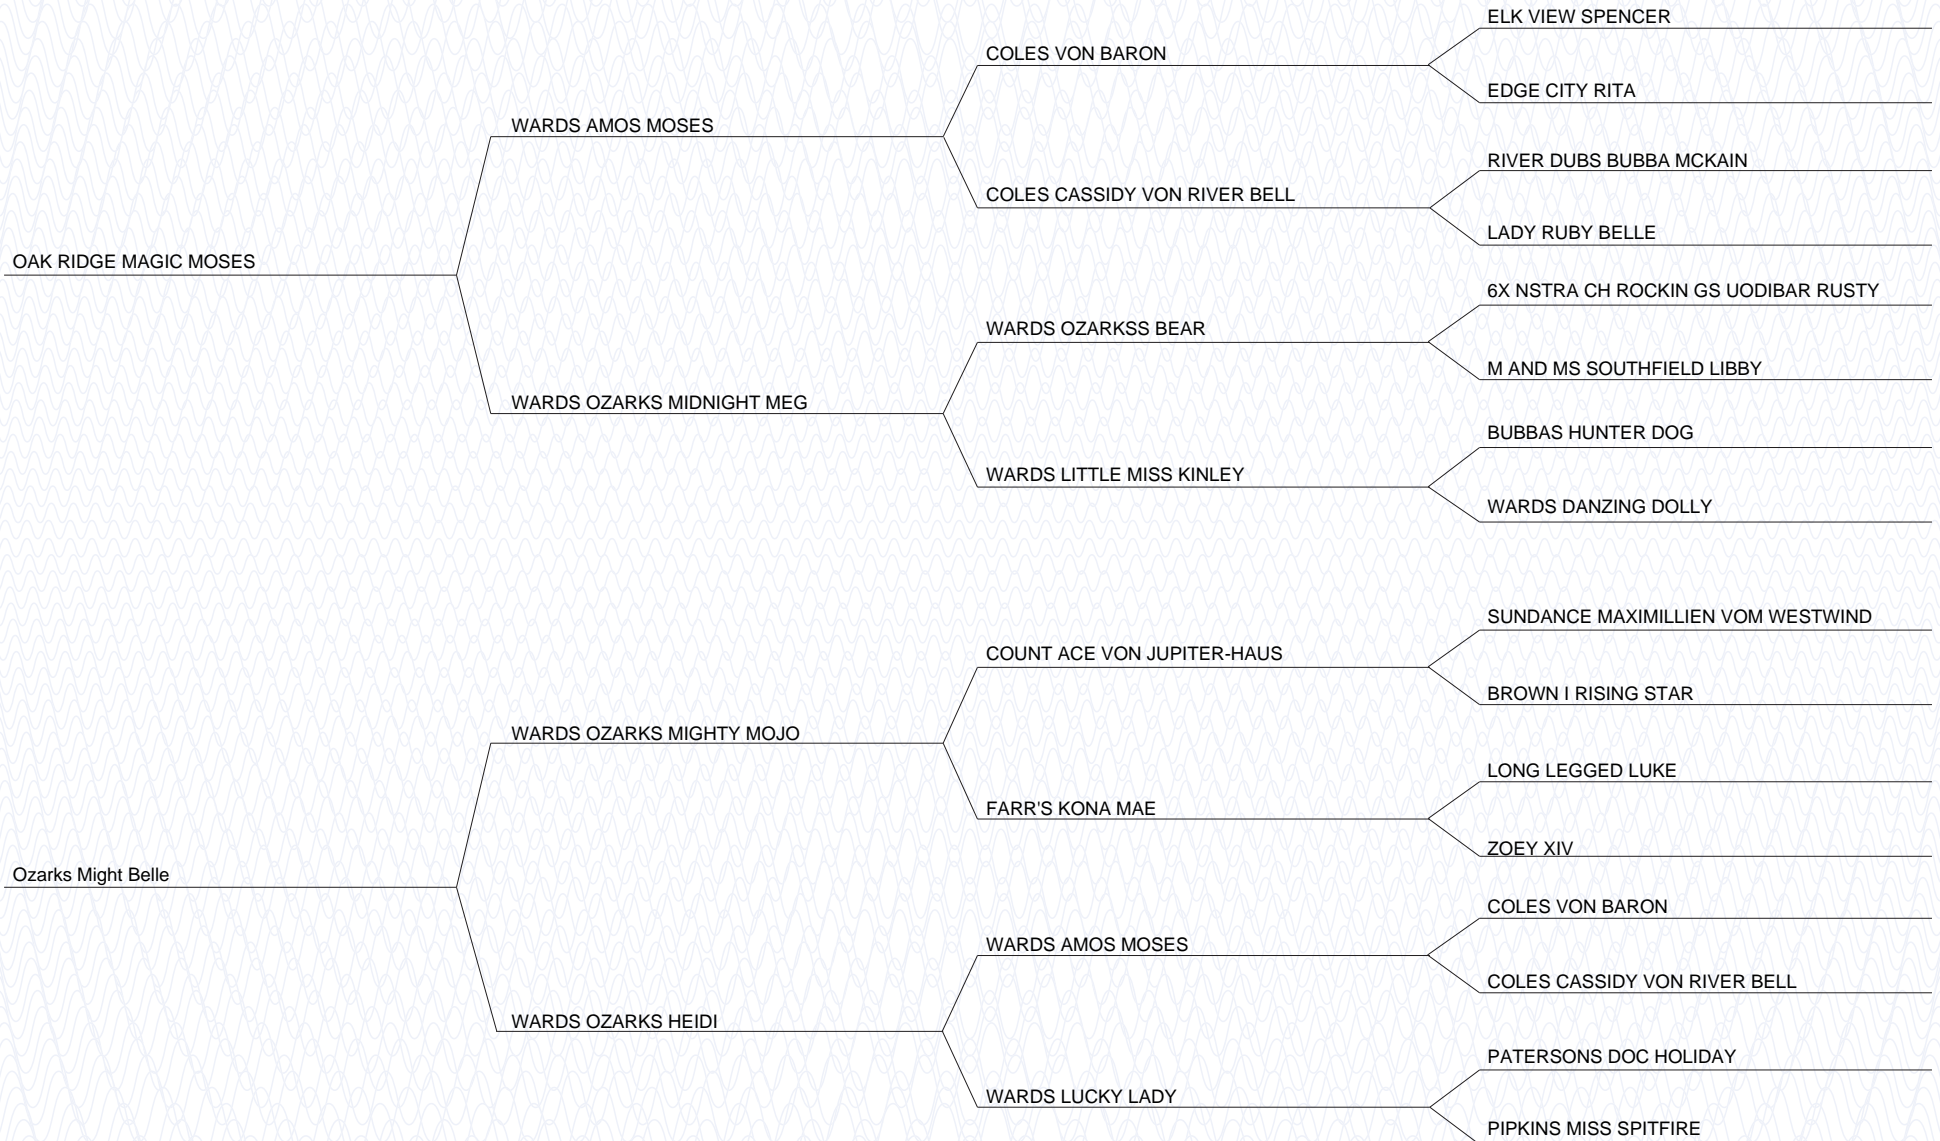 ELK VIEW SPENCER
COLES VON BARON
EDGE CITY RITA
WARDS AMOS MOSES
RIVER DUBS BUBBA MCKAIN
COLES CASSIDY VON RIVER BELL
LADY RUBY BELLE
OAK RIDGE MAGIC MOSES
6X NSTRA CH ROCKIN GS UODIBAR RUSTY
WARDS OZARKSS BEAR
M AND MS SOUTHFIELD LIBBY
WARDS OZARKS MIDNIGHT MEG
BUBBAS HUNTER DOG
WARDS LITTLE MISS KINLEY
WARDS DANZING DOLLY
SUNDANCE MAXIMILLIEN VOM WESTWIND
COUNT ACE VON JUPITER-HAUS
BROWN I RISING STAR
WARDS OZARKS MIGHTY MOJO
LONG LEGGED LUKE
FARR'S KONA MAE
ZOEY XIV
Ozarks Might Belle
COLES VON BARON
WARDS AMOS MOSES
COLES CASSIDY VON RIVER BELL
WARDS OZARKS HEIDI
PATERSONS DOC HOLIDAY
WARDS LUCKY LADY
PIPKINS MISS SPITFIRE